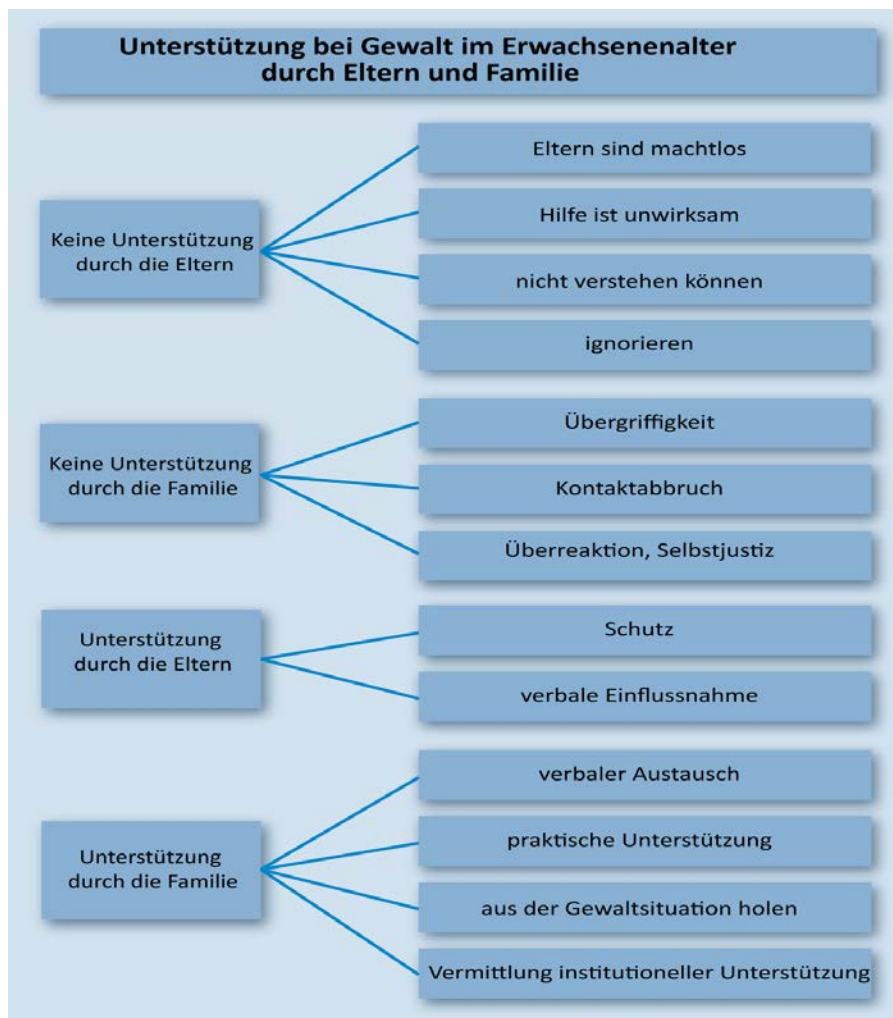 Unterstützung bei Gewalt im Erwachsenenalter
durch Eltern und Familie
Keine Unterstützung
durch die Eltern
Eltern sind machtlos
Hilfe ist unwirksam
nicht verstehen können
ignorieren
Keine Unterstützung
durch die Familie
Übergriffigkeit
Kontaktabbruch
Überreaktion, Selbstjustiz
Unterstützung
durch die Eltern
Schutz
verbale Einflussnahme
Unterstützung
durch die Familie
verbaler Austausch
praktische Unterstützung
aus der Gewaltsituation holen
Vermittlung institutioneller Unterstützung